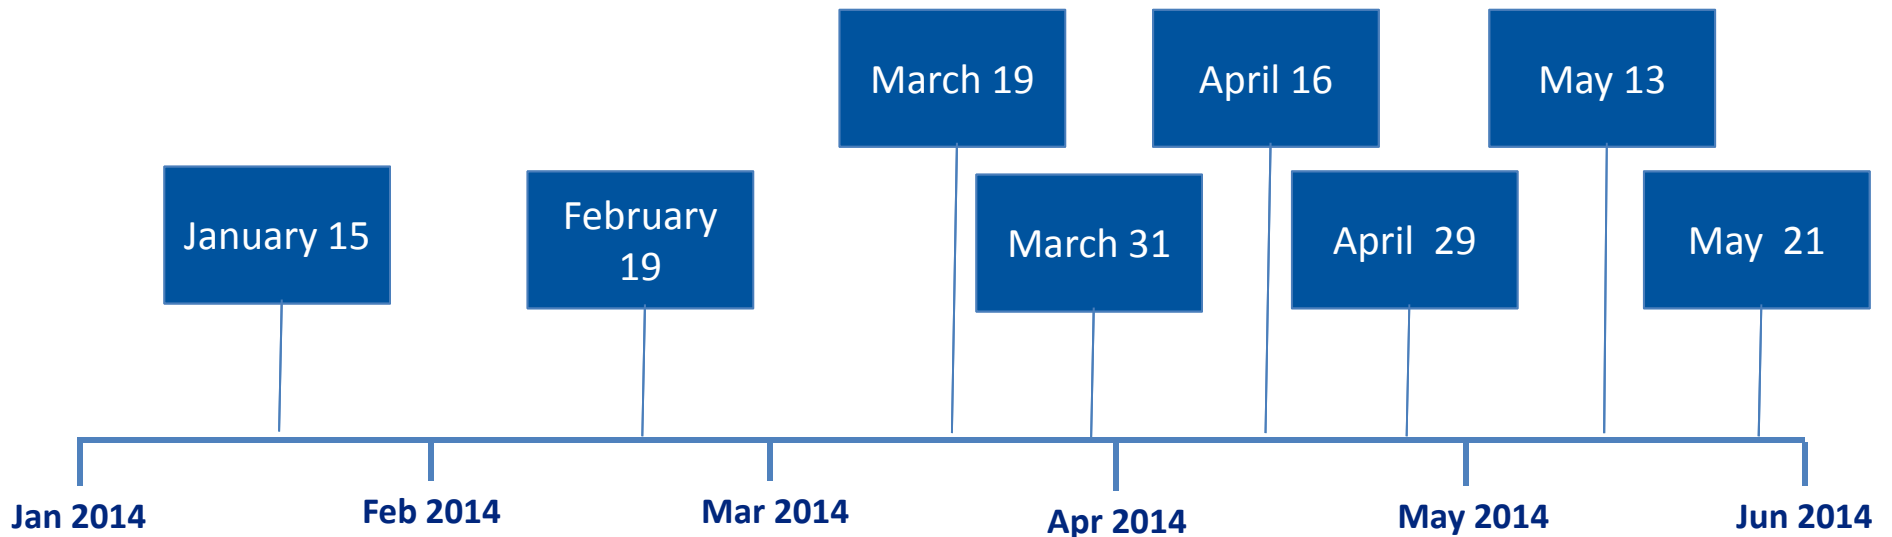 March 19
April 16
May 13
January 15
February
19
March 31
April  29
May  21
Jan 2014
Feb 2014
Mar 2014
Apr 2014
May 2014
Jun 2014